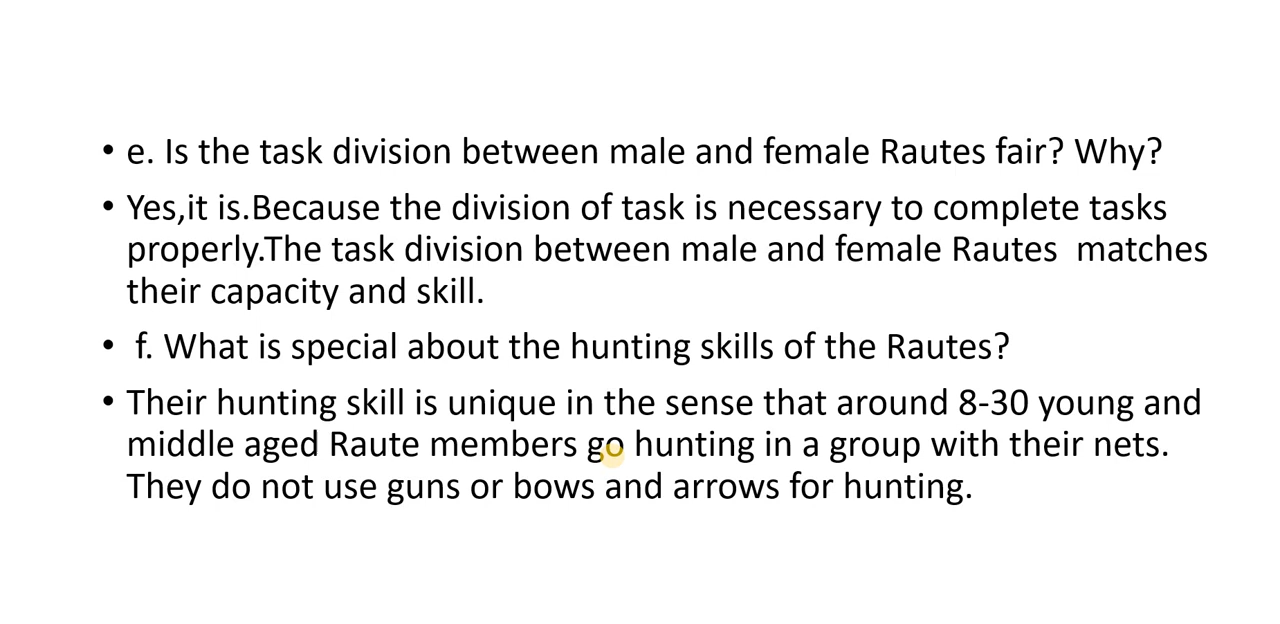 • e. Is the task division between male and female Rautes fair? Why?
• Yes,it is.Because the division of task is necessary to complete tasks
properly.The task division between male and female Rautes  matches
their capacity and skill.
•  f. What is special about the hunting skills of the Rautes?
• Their hunting skill is unique in the sense that around 8-30 young and
middle aged Raute members go hunting in a group with their nets.
They do not use guns or bows and arrows for hunting.